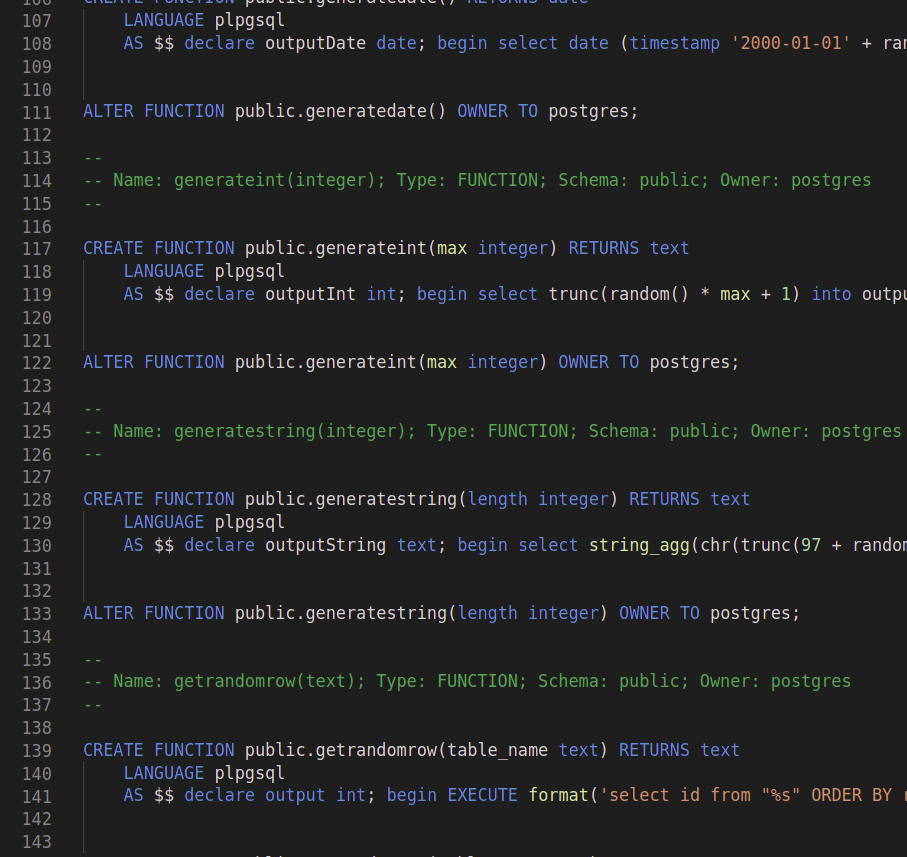 106 CREATE FUNCTION public.generatedate() RETURNS date
107 LANGUAGE plpgsql
108 AS $$ declare outputDate date; begin select date (timestamp '2000-01-01' + ran
109
110
111 ALTER FUNCTION public.generatedate() OWNER TO postgres;
112
113 --
114 -- Name: generateint(integer); Type: FUNCTION; Schema: public; Owner: postgres
115 --
116
117 CREATE FUNCTION public.generateint(max integer) RETURNS text
118 LANGUAGE plpgsql
119 AS $$ declare outputInt int; begin select trunc(random() * max + 1) into outpu
120
121
122 ALTER FUNCTION public.generateint(max integer) OWNER TO postgres;
123
124 --
125 -- Name: generatestring(integer); Type: FUNCTION; Schema: public; Owner: postgres
126 --
127
128 CREATE FUNCTION public.generatestring(length integer) RETURNS text
129 LANGUAGE plpgsql
130 AS $$ declare outputString text; begin select string_agg(chr(trunc(97 + random
131
132
133 ALTER FUNCTION public.generatestring(length integer) OWNER TO postgres;
134
135 --
136 -- Name: getrandomrow(text); Type: FUNCTION; Schema: public; Owner: postgres
137 --
138
139 CREATE FUNCTION public.getrandomrow(table_name text) RETURNS text
140 LANGUAGE plpgsql
141 AS $$ declare output int; begin EXECUTE format('select id from "%s" ORDER BY
142
143